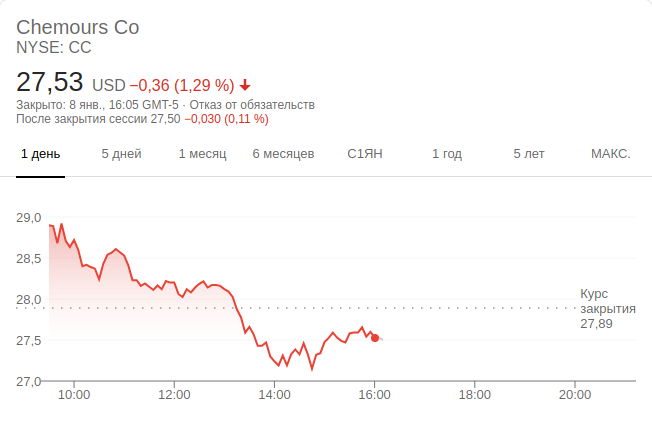 Chemours Co
NYSE: CC
27,53 USD −0,36 (1,29 %)
Закрыто: 8 янв., 16:05 GMT-5 · Отказ от обязательств
После закрытия сессии 27,50 −0,030 (0,11 %)
1 день 5 дней 1 месяц 6 месяцев С1ЯН 1 год 5 лет МАКС.
29,0
28,5
28,0
27,5
27,0
Курс
закрытия
27,89
10:00 12:00 14:00 16:00 18:00 20:00